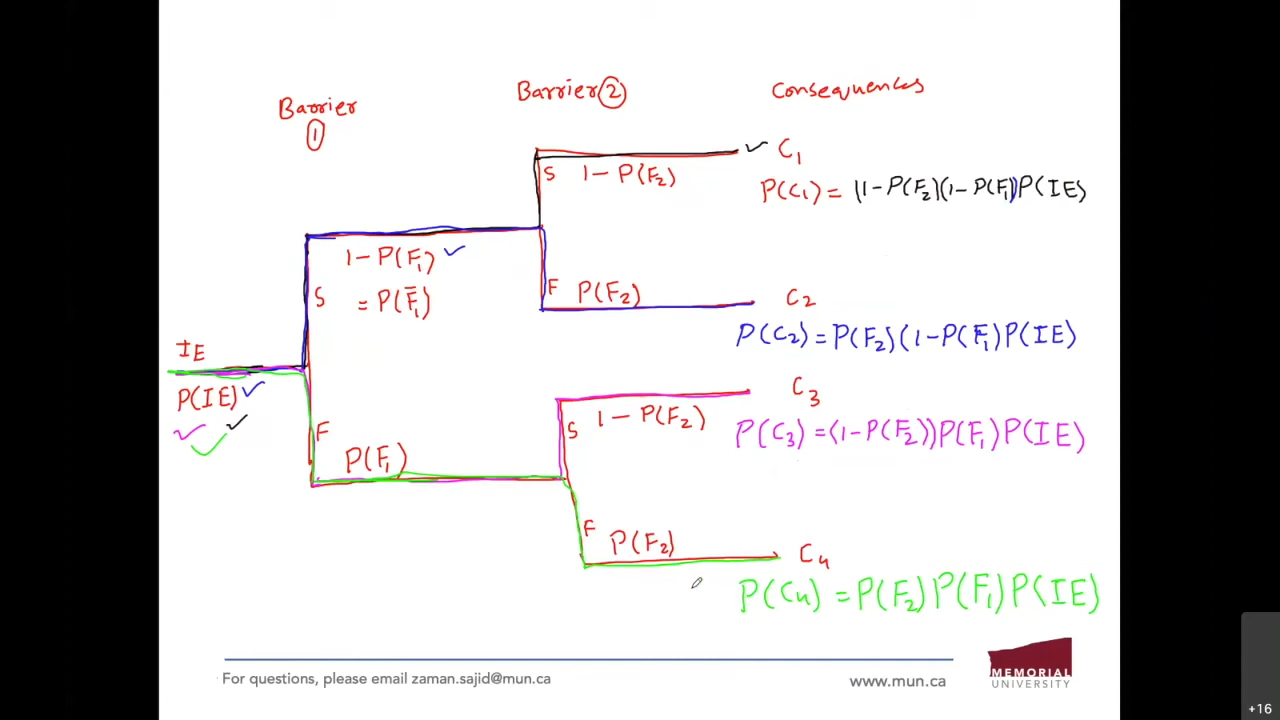 Barrier
1
Barrier 2
Consequences
S 1 - P(F₂)
C₁
P(C₁) = (1-P(F₂)(1-P(F₁))P(IE)
1 - P(F₁)
S = P(F̄₁)
F P(F₂)
C₂
P(C₂) = P(F₂)(1-P(F₁)P(IE)
IE
P(IE)
F P(F₁)
S 1 - P(F₂)
C₃
P(C₃) = (1-P(F₂))P(F₁)P(IE)
F P(F₂)
C₄
P(C₄) = P(F₂)P(F₁)P(IE)
For questions, please email zaman.sajid@mun.ca
www.mun.ca
MEMORIAL
UNIVERSITY
+16